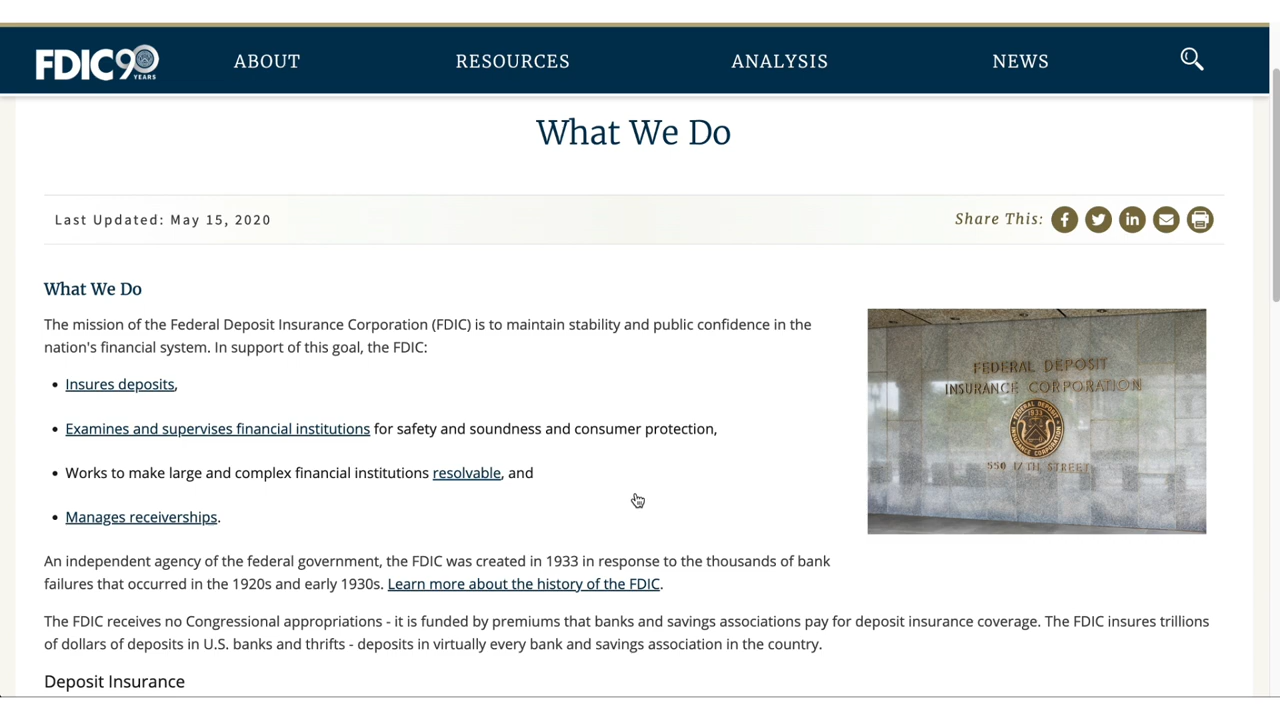 FDIC 90 YEARS
ABOUT
RESOURCES
ANALYSIS
NEWS
What We Do
Last Updated: May 15, 2020
Share This:
What We Do
The mission of the Federal Deposit Insurance Corporation (FDIC) is to maintain stability and public confidence in the
nation's financial system. In support of this goal, the FDIC:
• Insures deposits,
• Examines and supervises financial institutions for safety and soundness and consumer protection,
• Works to make large and complex financial institutions resolvable, and
• Manages receiverships.
FEDERAL DEPOSIT
INSURANCE CORPORATION
1933
550 17TH STREET
An independent agency of the federal government, the FDIC was created in 1933 in response to the thousands of bank
failures that occurred in the 1920s and early 1930s. Learn more about the history of the FDIC.
The FDIC receives no Congressional appropriations - it is funded by premiums that banks and savings associations pay for deposit insurance coverage. The FDIC insures trillions
of dollars of deposits in U.S. banks and thrifts - deposits in virtually every bank and savings association in the country.
Deposit Insurance